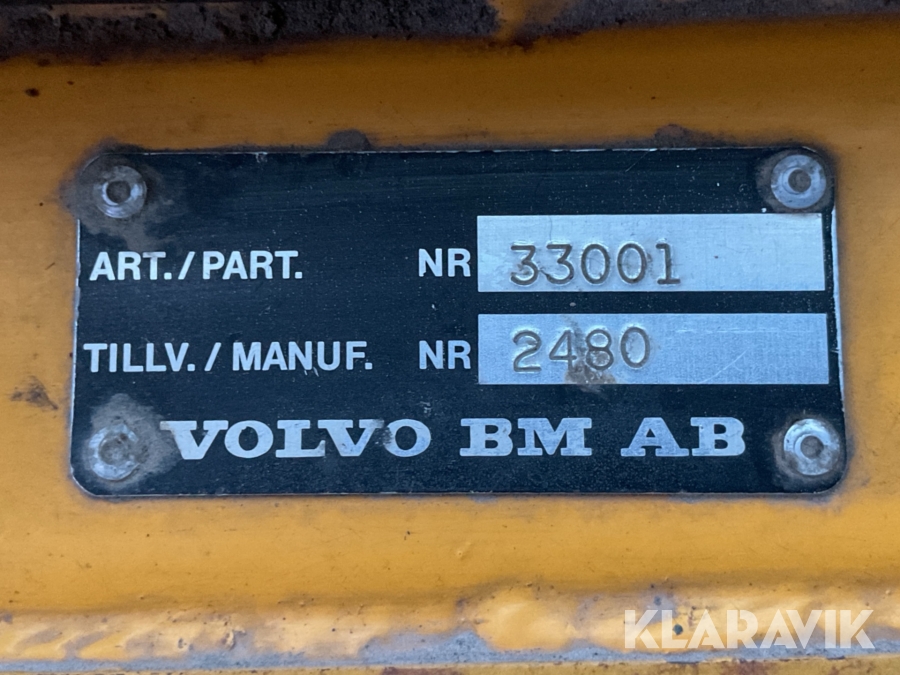 ART./PART. NR 33001
TILLV./MANUF. NR 2480
VOLVO BM AB
KLARAVIK